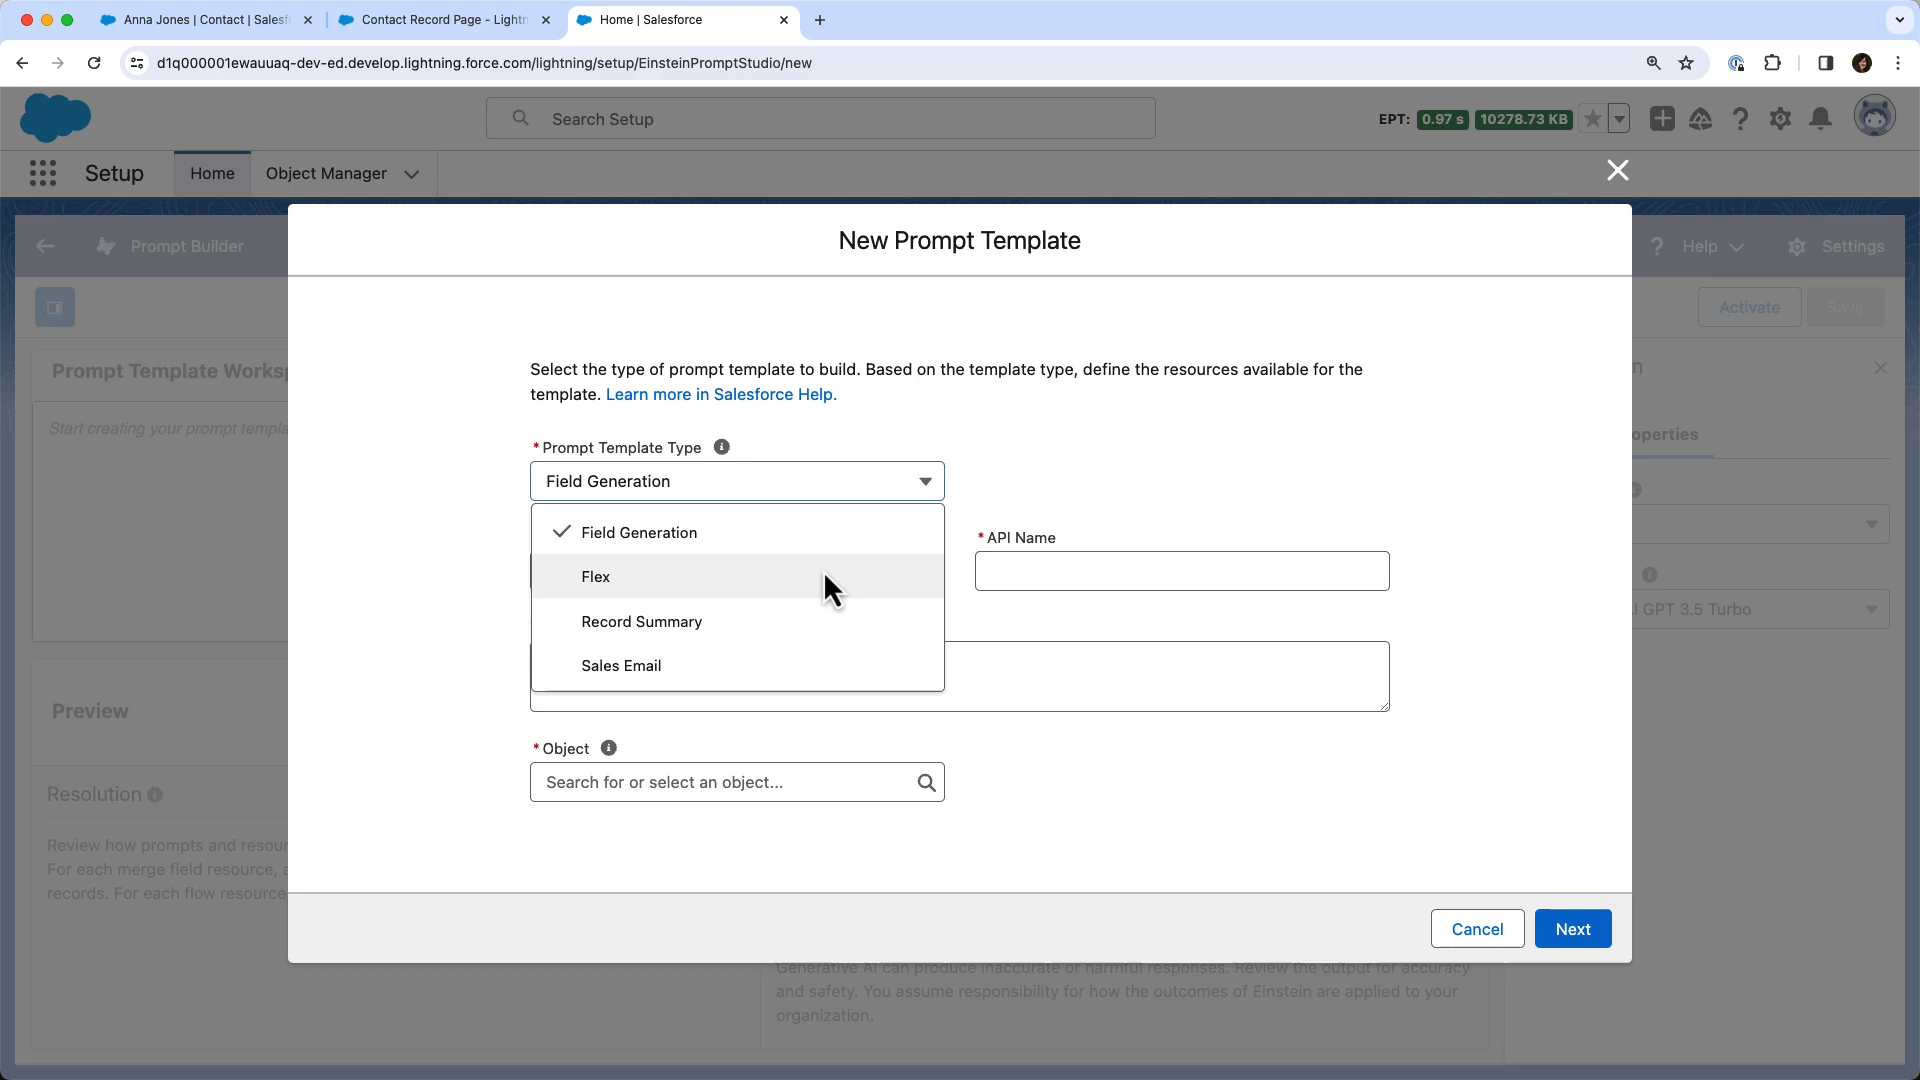 Anna Jones | Contact | Salesf
Contact Record Page - Lightn
Home | Salesforce
d1q000001ewauuaq-dev-ed.develop.lightning.force.com/lightning/setup/EinsteinPromptStudio/new
Search Setup
EPT: 0.97 s 10278.73 KB
Setup
Home
Object Manager
New Prompt Template
Prompt Builder
Help
Settings
Activate
Save
Prompt Template Worksp
Start creating your prompt templa
Select the type of prompt template to build. Based on the template type, define the resources available for the
template. Learn more in Salesforce Help.
* Prompt Template Type
Field Generation
Field Generation
Flex
Record Summary
Sales Email
* API Name
operties
I GPT 3.5 Turbo
Preview
Resolution
Review how prompts and resour
For each merge field resource, a
records. For each flow resource
* Object
Search for or select an object...
Cancel
Next
Generative AI can produce inaccurate or harmful responses. Review the output for accuracy
and safety. You assume responsibility for how the outcomes of Einstein are applied to your
organization.